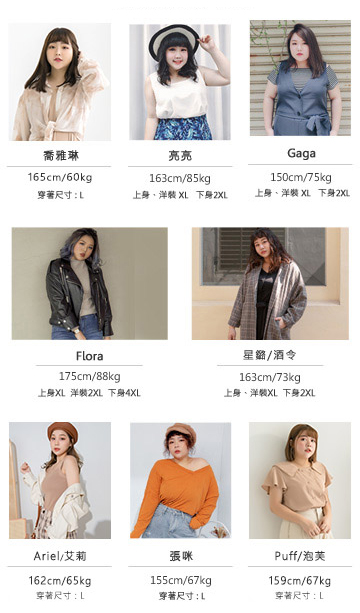 喬雅琳
165cm/60kg
穿著尺寸：L
亮亮
163cm/85kg
上身、洋裝XL 下身2XL
Gaga
150cm/75kg
上身、洋裝 XL 下身2XL
Flora
175cm/88kg
上身XL 洋裝2XL 下身4XL
星鎦/酒令
163cm/73kg
上身、洋裝XL 下身2XL
Ariel/艾莉
162cm/65kg
穿著尺寸：L
張咪
155cm/67kg
穿著尺寸：L
Puff/泡芙
159cm/67kg
穿著尺寸：L